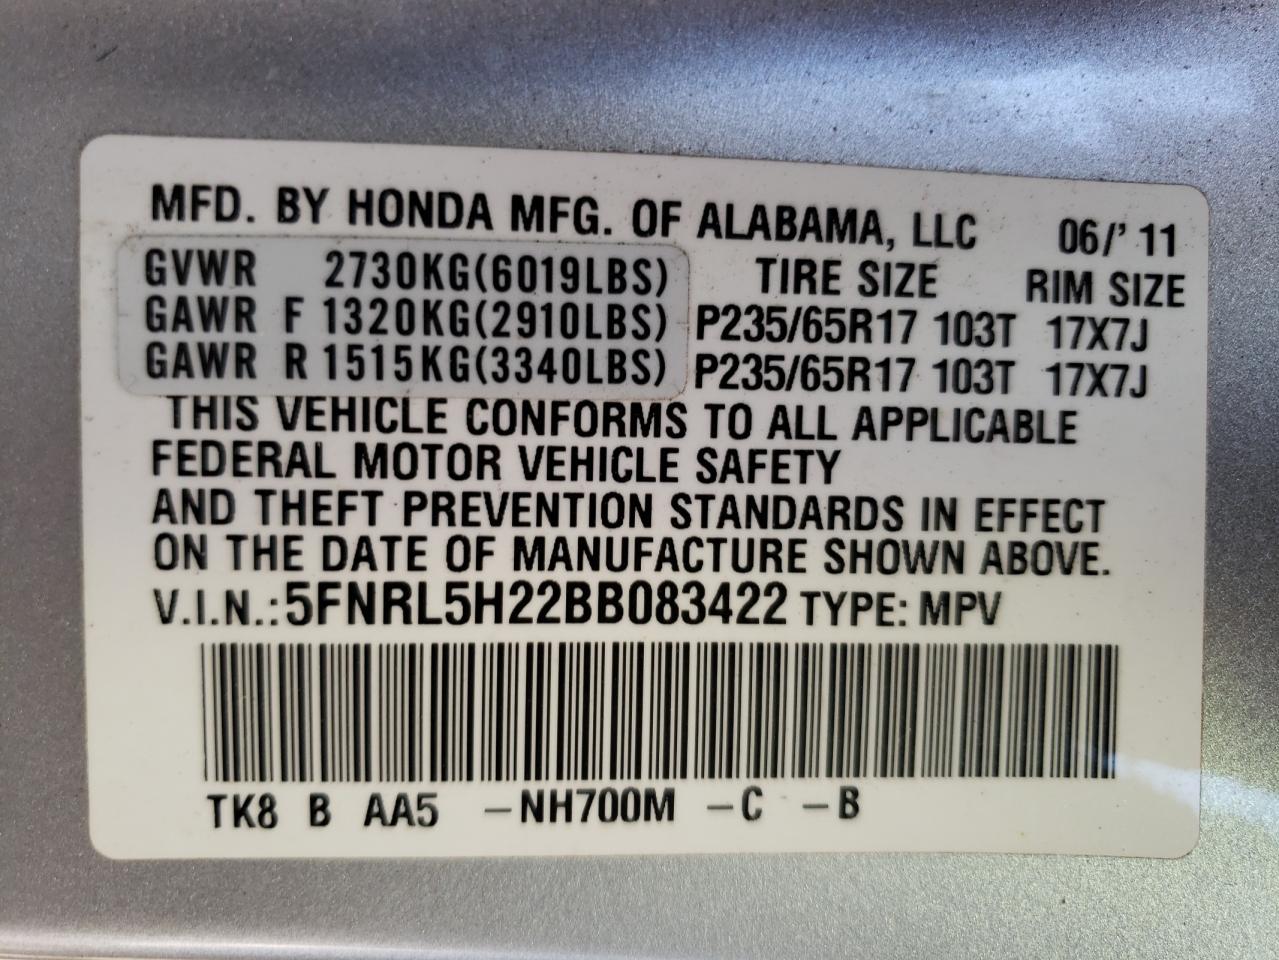 MFD. BY HONDA MFG. OF ALABAMA, LLC 06/'11
GVWR 2730KG(6019LBS) TIRE SIZE RIM SIZE
GAWR F 1320KG(2910LBS) P235/65R17 103T 17X7J
GAWR R 1515KG(3340LBS) P235/65R17 103T 17X7J
THIS VEHICLE CONFORMS TO ALL APPLICABLE
FEDERAL MOTOR VEHICLE SAFETY
AND THEFT PREVENTION STANDARDS IN EFFECT
ON THE DATE OF MANUFACTURE SHOWN ABOVE.
V.I.N.:5FNRL5H22BB083422 TYPE: MPV
TK8 B AA5 -NH700M -C -B